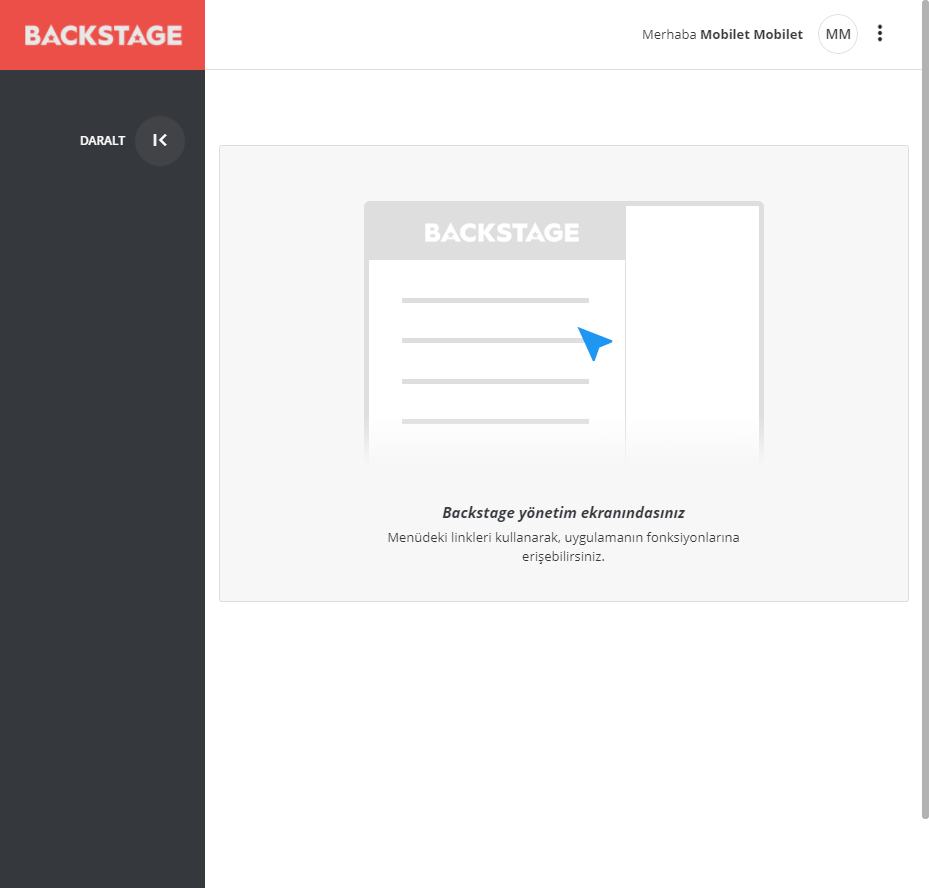 BACKSTAGE
Merhaba Mobilet Mobilet
MM
DARALT
BACKSTAGE
Backstage yönetim ekranındasınız
Menüdeki linkleri kullanarak, uygulamanın fonksiyonlarına
erişebilirsiniz.